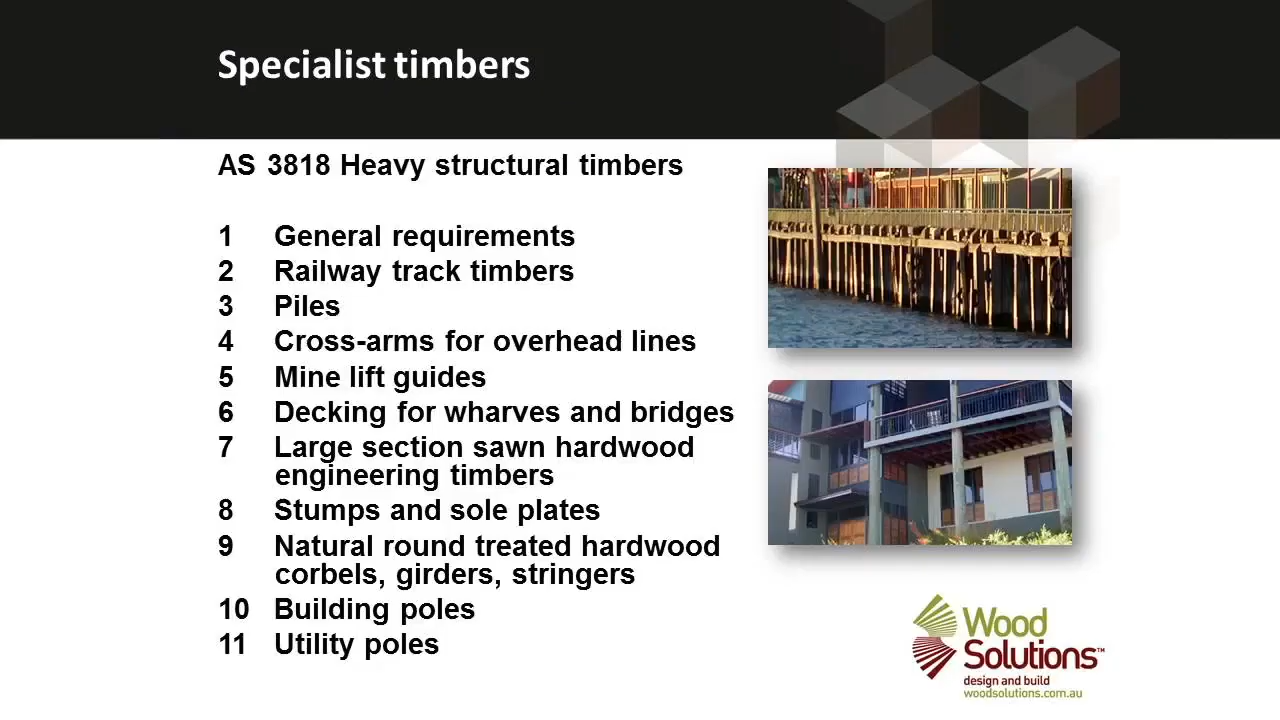 Specialist timbers
AS 3818 Heavy structural timbers
1 General requirements
2 Railway track timbers
3 Piles
4 Cross-arms for overhead lines
5 Mine lift guides
6 Decking for wharves and bridges
7 Large section sawn hardwood
engineering timbers
8 Stumps and sole plates
9 Natural round treated hardwood
corbels, girders, stringers
10 Building poles
11 Utility poles
Wood
Solutions™
design and build
woodsolutions.com.au